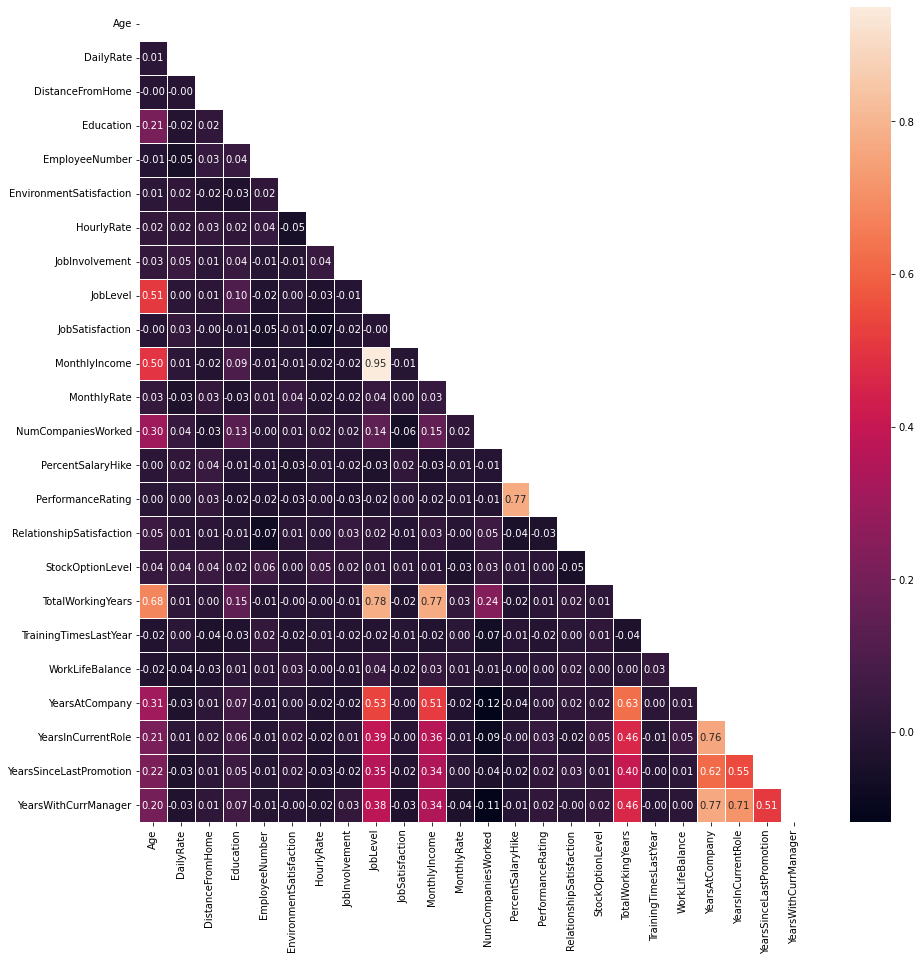 Age
DailyRate 0.01
DistanceFromHome -0.00 -0.00
Education 0.21 -0.02 0.02
EmployeeNumber -0.01 -0.05 0.03 0.04
EnvironmentSatisfaction 0.01 0.02 -0.02 -0.03 0.02
HourlyRate 0.02 0.02 0.03 0.02 0.04 -0.05
JobInvolvement 0.03 0.05 0.01 0.04 -0.01 -0.01 0.04
JobLevel 0.51 0.00 0.01 0.10 -0.02 0.00 -0.03 -0.01
JobSatisfaction -0.00 0.03 -0.00 -0.01 -0.05 -0.01 -0.07 -0.02 -0.00
MonthlyIncome 0.50 0.01 -0.02 0.09 -0.01 -0.01 -0.02 -0.02 0.95 -0.01
MonthlyRate 0.03 -0.03 0.03 -0.03 0.01 0.04 -0.02 -0.02 0.04 0.00 0.03
NumCompaniesWorked 0.30 0.04 -0.03 0.13 -0.00 0.01 0.02 0.02 0.14 -0.06 0.15 0.02
PercentSalaryHike 0.00 0.02 0.04 -0.01 -0.01 -0.03 -0.01 -0.02 -0.03 0.02 -0.03 -0.01 -0.01
PerformanceRating 0.00 0.00 0.03 -0.02 -0.02 -0.03 -0.00 -0.03 -0.02 0.00 -0.02 -0.01 -0.01 0.77
RelationshipSatisfaction 0.05 0.01 0.01 -0.01 -0.07 0.01 0.00 0.03 0.02 -0.01 0.03 -0.00 0.05 -0.04 -0.03
StockOptionLevel 0.04 0.04 0.04 0.02 0.06 0.00 0.05 0.02 0.01 0.01 0.01 -0.03 0.03 0.01 0.00 -0.05
TotalWorkingYears 0.68 0.01 0.00 0.15 -0.01 -0.00 -0.00 -0.01 0.78 -0.02 0.77 0.03 0.24 -0.02 0.01 0.02 0.01
TrainingTimesLastYear -0.02 0.00 -0.04 -0.03 0.02 -0.02 -0.01 -0.02 -0.02 -0.01 -0.02 0.00 -0.07 -0.01 -0.02 0.00 0.01 -0.04
WorkLifeBalance -0.02 -0.04 -0.03 0.01 0.01 0.03 -0.00 -0.01 0.04 -0.02 0.03 0.01 -0.01 -0.00 0.00 0.02 0.00 0.00 0.03
YearsAtCompany 0.31 -0.03 0.01 0.07 -0.01 0.00 -0.02 -0.02 0.53 -0.00 0.51 -0.02 -0.12 -0.04 0.00 0.02 0.02 0.63 0.00 0.01
YearsInCurrentRole 0.21 0.01 0.02 0.06 -0.01 0.02 -0.02 0.01 0.39 -0.00 0.36 -0.01 -0.09 -0.00 0.03 -0.02 0.05 0.46 -0.01 0.05 0.76
YearsSinceLastPromotion 0.22 -0.03 0.01 0.05 -0.01 0.02 -0.03 -0.02 0.35 -0.02 0.34 0.00 -0.04 -0.02 0.02 0.03 0.01 0.40 -0.00 0.01 0.62 0.55
YearsWithCurrManager 0.20 -0.03 0.01 0.07 -0.01 -0.00 -0.02 0.03 0.38 -0.03 0.34 -0.04 -0.11 -0.01 0.02 -0.00 0.02 0.46 -0.00 0.00 0.77 0.71 0.51
Age
DailyRate
DistanceFromHome
Education
EmployeeNumber
EnvironmentSatisfaction
HourlyRate
JobInvolvement
JobLevel
JobSatisfaction
MonthlyIncome
MonthlyRate
NumCompaniesWorked
PercentSalaryHike
PerformanceRating
RelationshipSatisfaction
StockOptionLevel
TotalWorkingYears
TrainingTimesLastYear
WorkLifeBalance
YearsAtCompany
YearsInCurrentRole
YearsSinceLastPromotion
YearsWithCurrManager
0.8
0.6
0.4
0.2
0.0